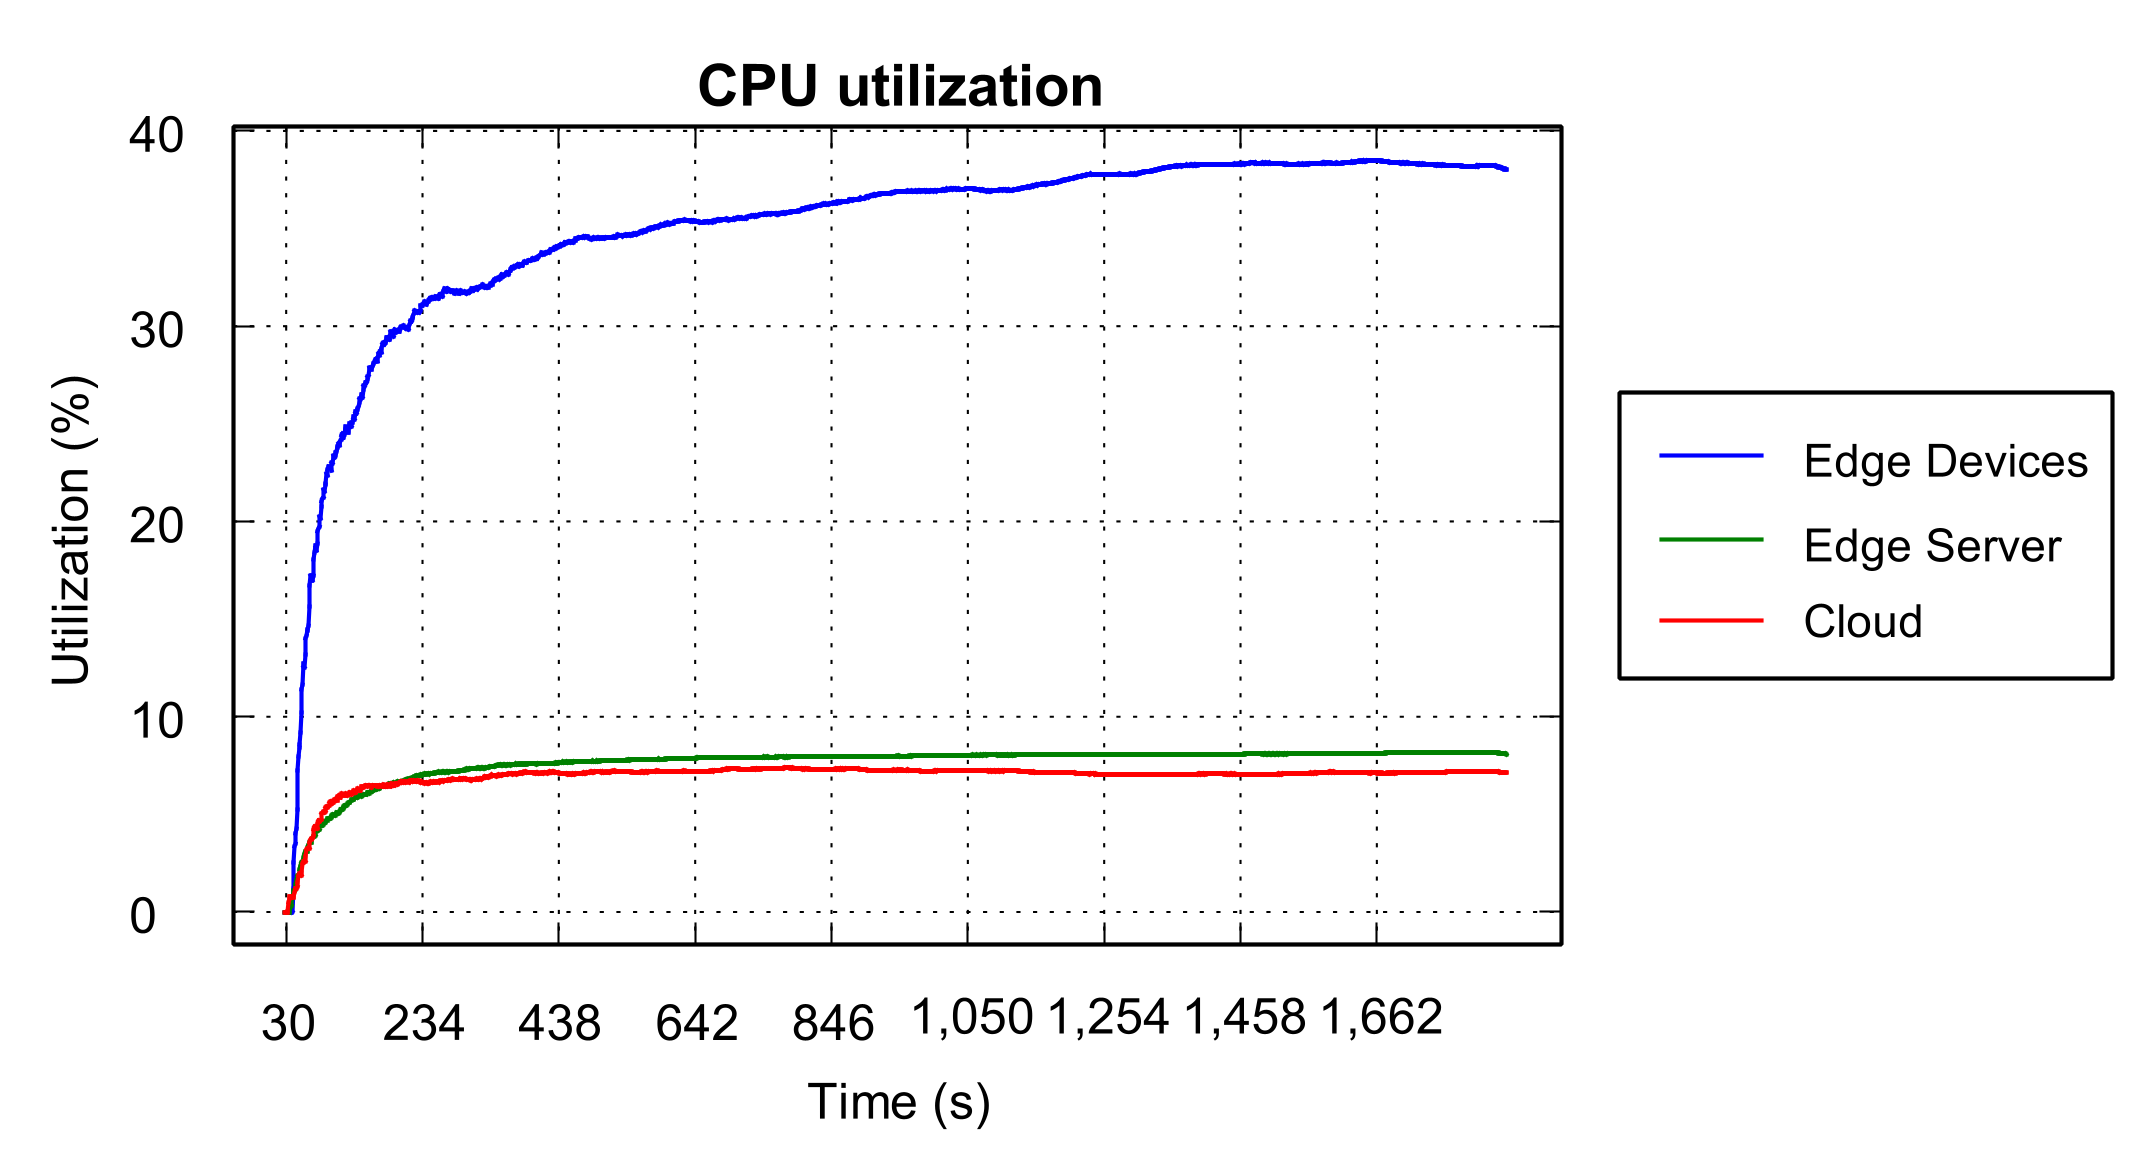 CPU utilization
40
30
20
10
0
Utilization (%)
30 234 438 642 846 1,050 1,254 1,458 1,662
Time (s)
Edge Devices
Edge Server
Cloud